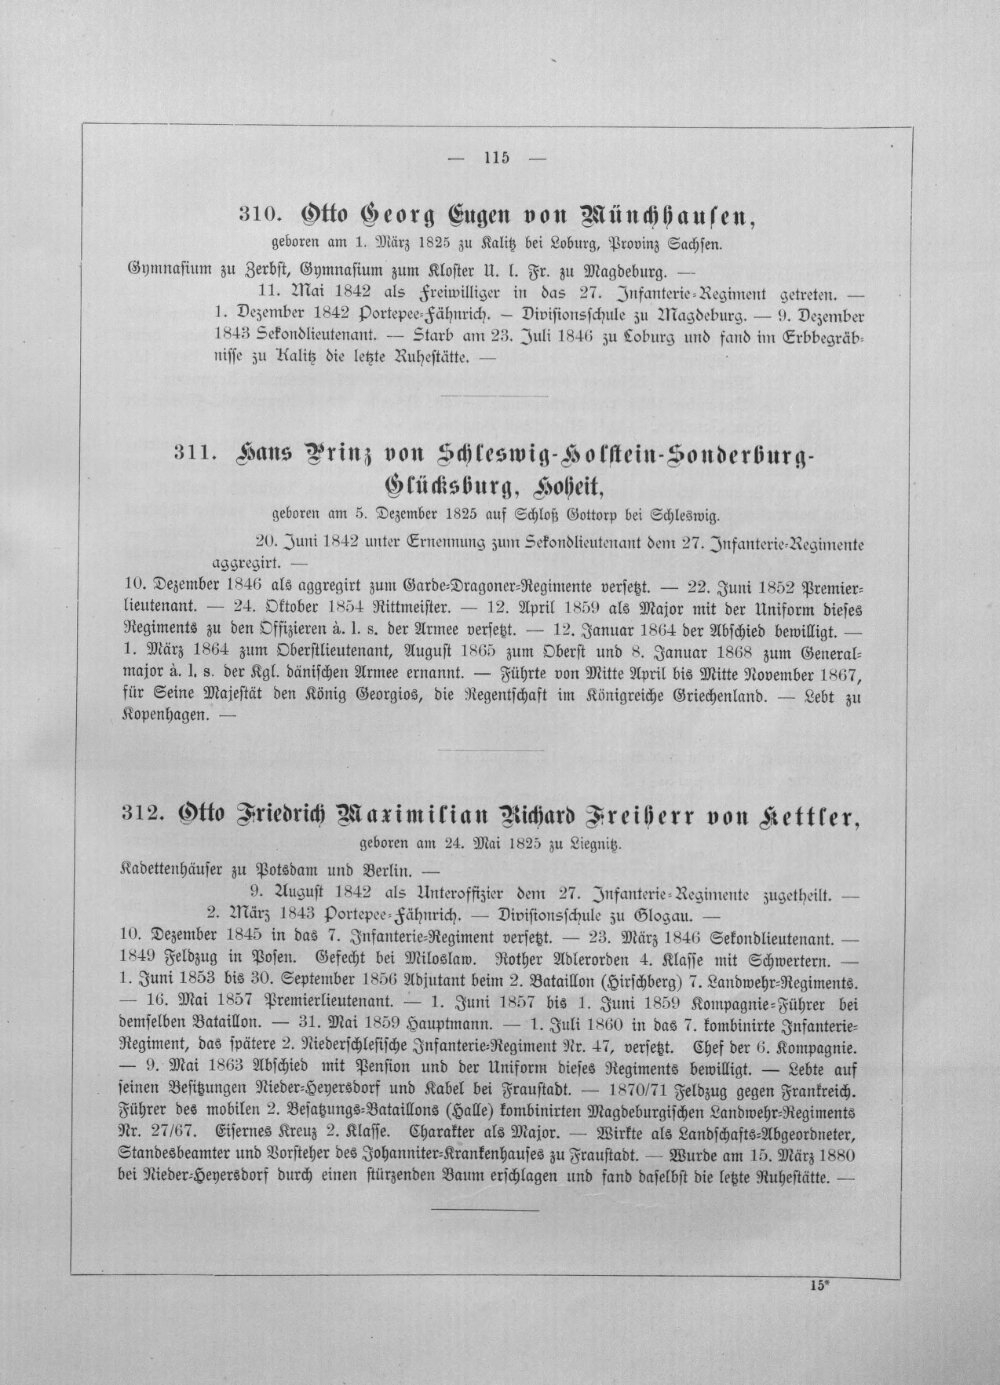 — 115 —
310. Otto Georg Eugen von Münchhausen,
geboren am 1. März 1825 zu Kalitz bei Loburg, Provinz Sachsen.
Gymnasium zu Zerbst, Gymnasium zum Kloster U. l. Fr. zu Magdeburg. —
11. Mai 1842 als Freiwilliger in das 27. Infanterie-Regiment getreten. —
1. Dezember 1842 Portepee-Fähnrich. — Divisionsschule zu Magdeburg. — 9. Dezember
1843 Sekondlieutenant. — Starb am 23. Juli 1846 zu Loburg und fand im Erbbegräb-
nisse zu Kalitz die letzte Ruhestätte. —
311. Hans Prinz von Schleswig-Holstein-Sonderburg-
Glücksburg, Hoheit,
geboren am 5. Dezember 1825 auf Schloß Gottorp bei Schleswig.
20. Juni 1842 unter Ernennung zum Sekondlieutenant dem 27. Infanterie-Regimente
aggregirt. —
10. Dezember 1846 als aggregirt zum Garde-Dragoner-Regimente versetzt. — 22. Juni 1852 Premier-
lieutenant. — 24. Oktober 1854 Rittmeister. — 12. April 1859 als Major mit der Uniform dieses
Regiments zu den Offizieren à. l. s. der Armee versetzt. — 12. Januar 1864 der Abschied bewilligt. —
1. März 1864 zum Oberstlieutenant, August 1865 zum Oberst und 8. Januar 1868 zum General-
major à. l. s. der Kgl. dänischen Armee ernannt. — Führte von Mitte April bis Mitte November 1867,
für Seine Majestät den König Georgios, die Regentschaft im Königreiche Griechenland. — Lebt zu
Kopenhagen. —
312. Otto Friedrich Maximilian Richard Freiherr von Kettler,
geboren am 24. Mai 1825 zu Liegnitz.
Kadettenhäuser zu Potsdam und Berlin. —
9. August 1842 als Unteroffizier dem 27. Infanterie-Regimente zugetheilt. —
2. März 1843 Portepee-Fähnrich. — Divisionsschule zu Glogau. —
10. Dezember 1845 in das 7. Infanterie-Regiment versetzt. — 23. März 1846 Sekondlieutenant. —
1849 Feldzug in Posen. Gefecht bei Miloslaw. Rother Adlerorden 4. Klasse mit Schwertern. —
1. Juni 1853 bis 30. September 1856 Adjutant beim 2. Bataillon (Hirschberg) 7. Landwehr-Regiments.
— 16. Mai 1857 Premierlieutenant. — 1. Juni 1857 bis 1. Juni 1859 Kompagnie-Führer bei
demselben Bataillon. — 31. Mai 1859 Hauptmann. — 1. Juli 1860 in das 7. kombinirte Infanterie-
Regiment, das spätere 2. Niederschlesische Infanterie-Regiment Nr. 47, versetzt. Chef der 6. Kompagnie.
— 9. Mai 1863 Abschied mit Pension und der Uniform dieses Regiments bewilligt. — Lebte auf
seinen Besitzungen Nieder-Heyersdorf und Kabel bei Fraustadt. — 1870/71 Feldzug gegen Frankreich.
Führer des mobilen 2. Besatzungs-Bataillons (Halle) kombinirten Magdeburgischen Landwehr-Regiments
Nr. 27/67. Eisernes Kreuz 2. Klasse. Charakter als Major. — Wirkte als Landschafts-Abgeordneter,
Standesbeamter und Vorsteher des Johanniter-Krankenhauses zu Fraustadt. — Wurde am 15. März 1880
bei Nieder-Heyersdorf durch einen stürzenden Baum erschlagen und fand daselbst die letzte Ruhestätte. —
15*